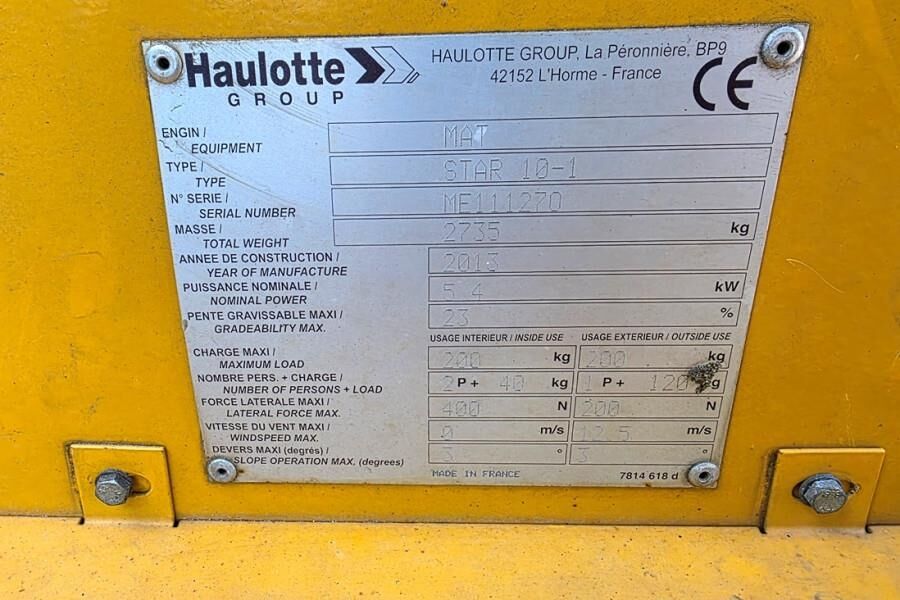 Haulotte
GROUP
HAULOTTE GROUP, La Péronnière, BP9
42152 L'Horme - France
CE
ENGIN /
EQUIPMENT
MAT
TYPE /
TYPE
STAR 10-1
N° SERIE /
SERIAL NUMBER
ME111270
MASSE /
TOTAL WEIGHT
2735 kg
ANNEE DE CONSTRUCTION /
YEAR OF MANUFACTURE
2013
PUISSANCE NOMINALE /
NOMINAL POWER
5.4 kW
PENTE GRAVISSABLE MAXI /
GRADEABILITY MAX.
23 %
USAGE INTERIEUR / INSIDE USE USAGE EXTERIEUR / OUTSIDE USE
CHARGE MAXI /
MAXIMUM LOAD
200 kg 200 kg
NOMBRE PERS. + CHARGE /
NUMBER OF PERSONS + LOAD
2 P + 40 kg 1 P + 120 kg
FORCE LATERALE MAXI /
LATERAL FORCE MAX.
400 N 200 N
VITESSE DU VENT MAXI /
WINDSPEED MAX.
0 m/s 12.5 m/s
DEVERS MAXI (degrés) /
SLOPE OPERATION MAX. (degrees)
3 ° 3 °
MADE IN FRANCE 7814 618 d